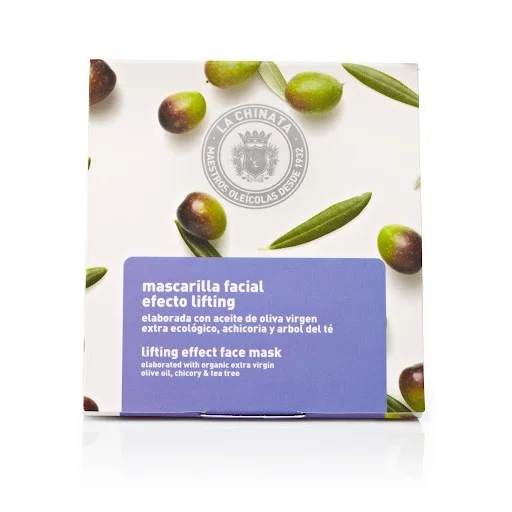 LA CHINATA
MAESTROS OLEÍCOLAS DESDE 1932
mascarilla facial
efecto lifting
elaborada con aceite de oliva virgen
extra ecológico, achicoria y arbol del té
lifting effect face mask
elaborated with organic extra virgin
olive oil, chicory & tea tree